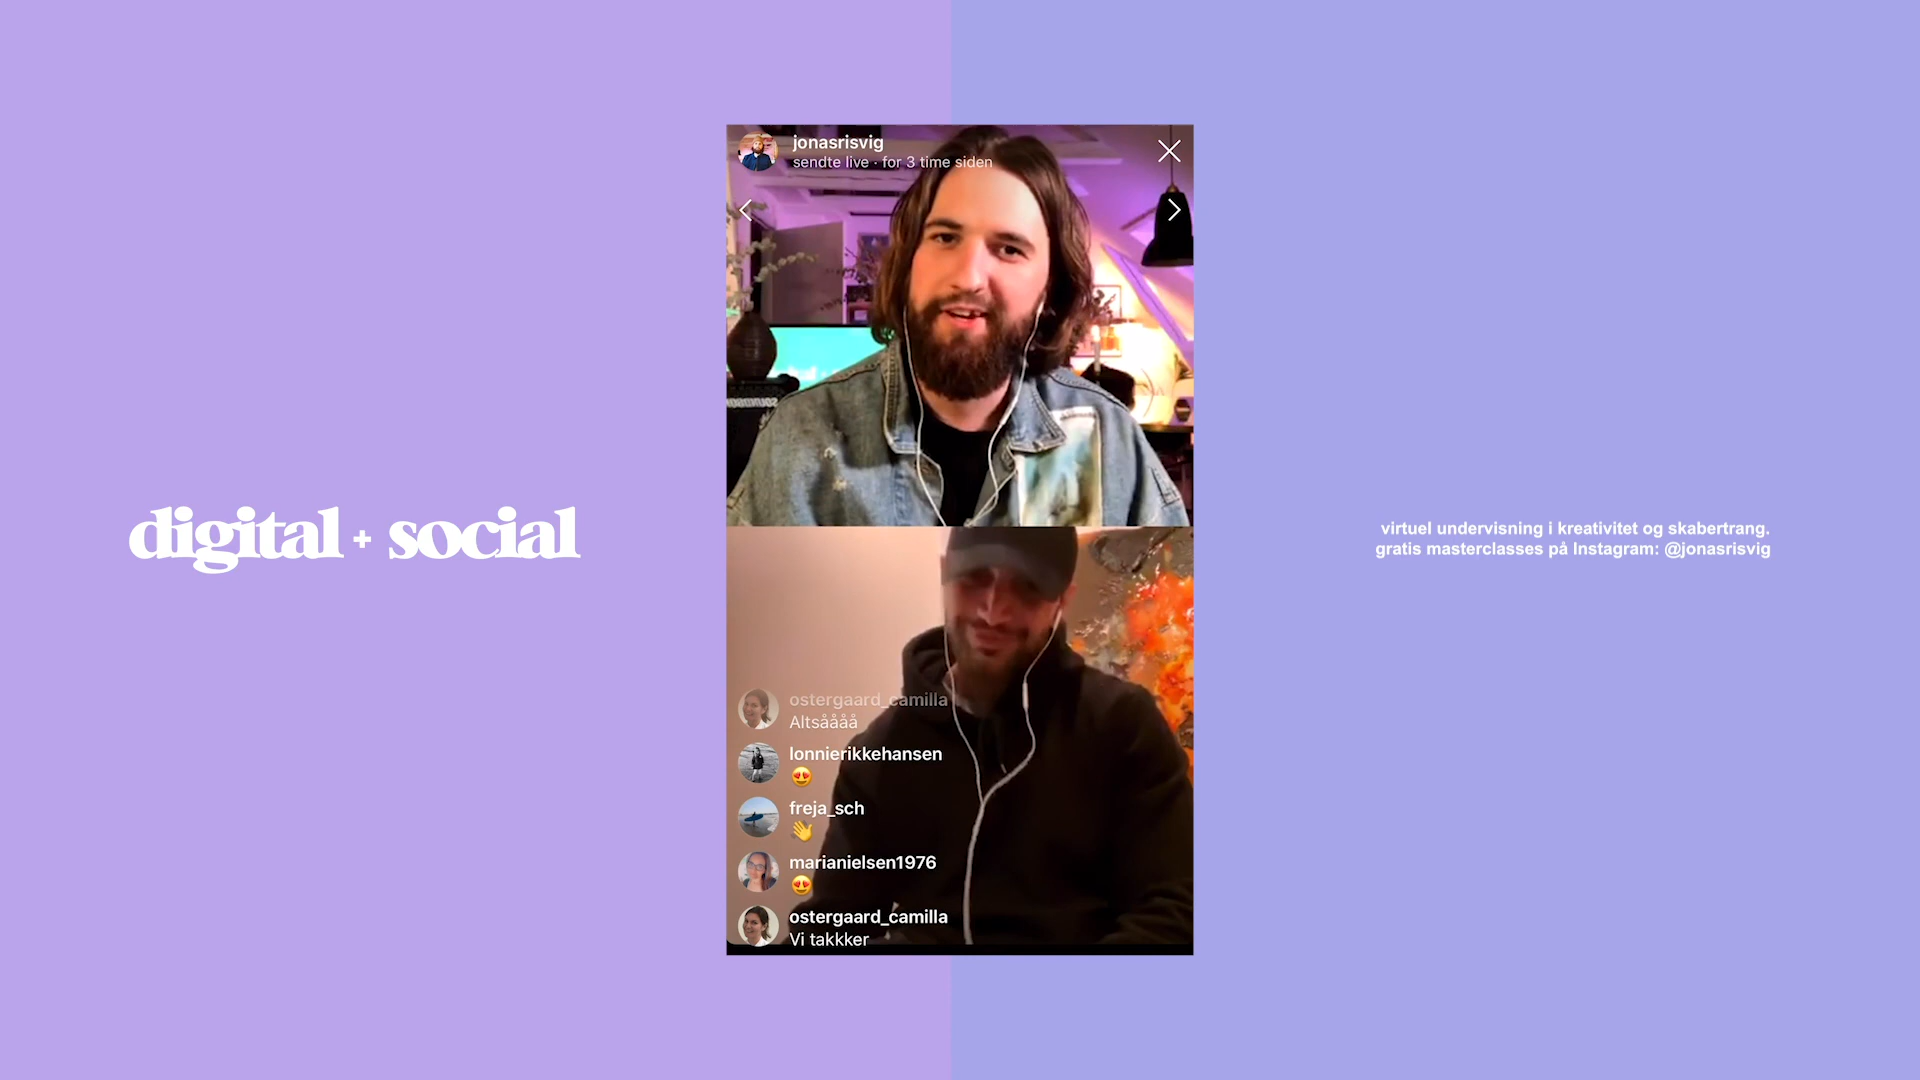 jonasrisvig
sendte live · for 3 time siden
digital + social
virtuel undervisning i kreativitet og skabertrang.
gratis masterclasses på Instagram: @jonasrisvig
ostergaard_camilla
Altsåååå
lonnierikkehansen
😍
freja_sch
👋
marianielsen1976
😍
ostergaard_camilla
Vi takkker